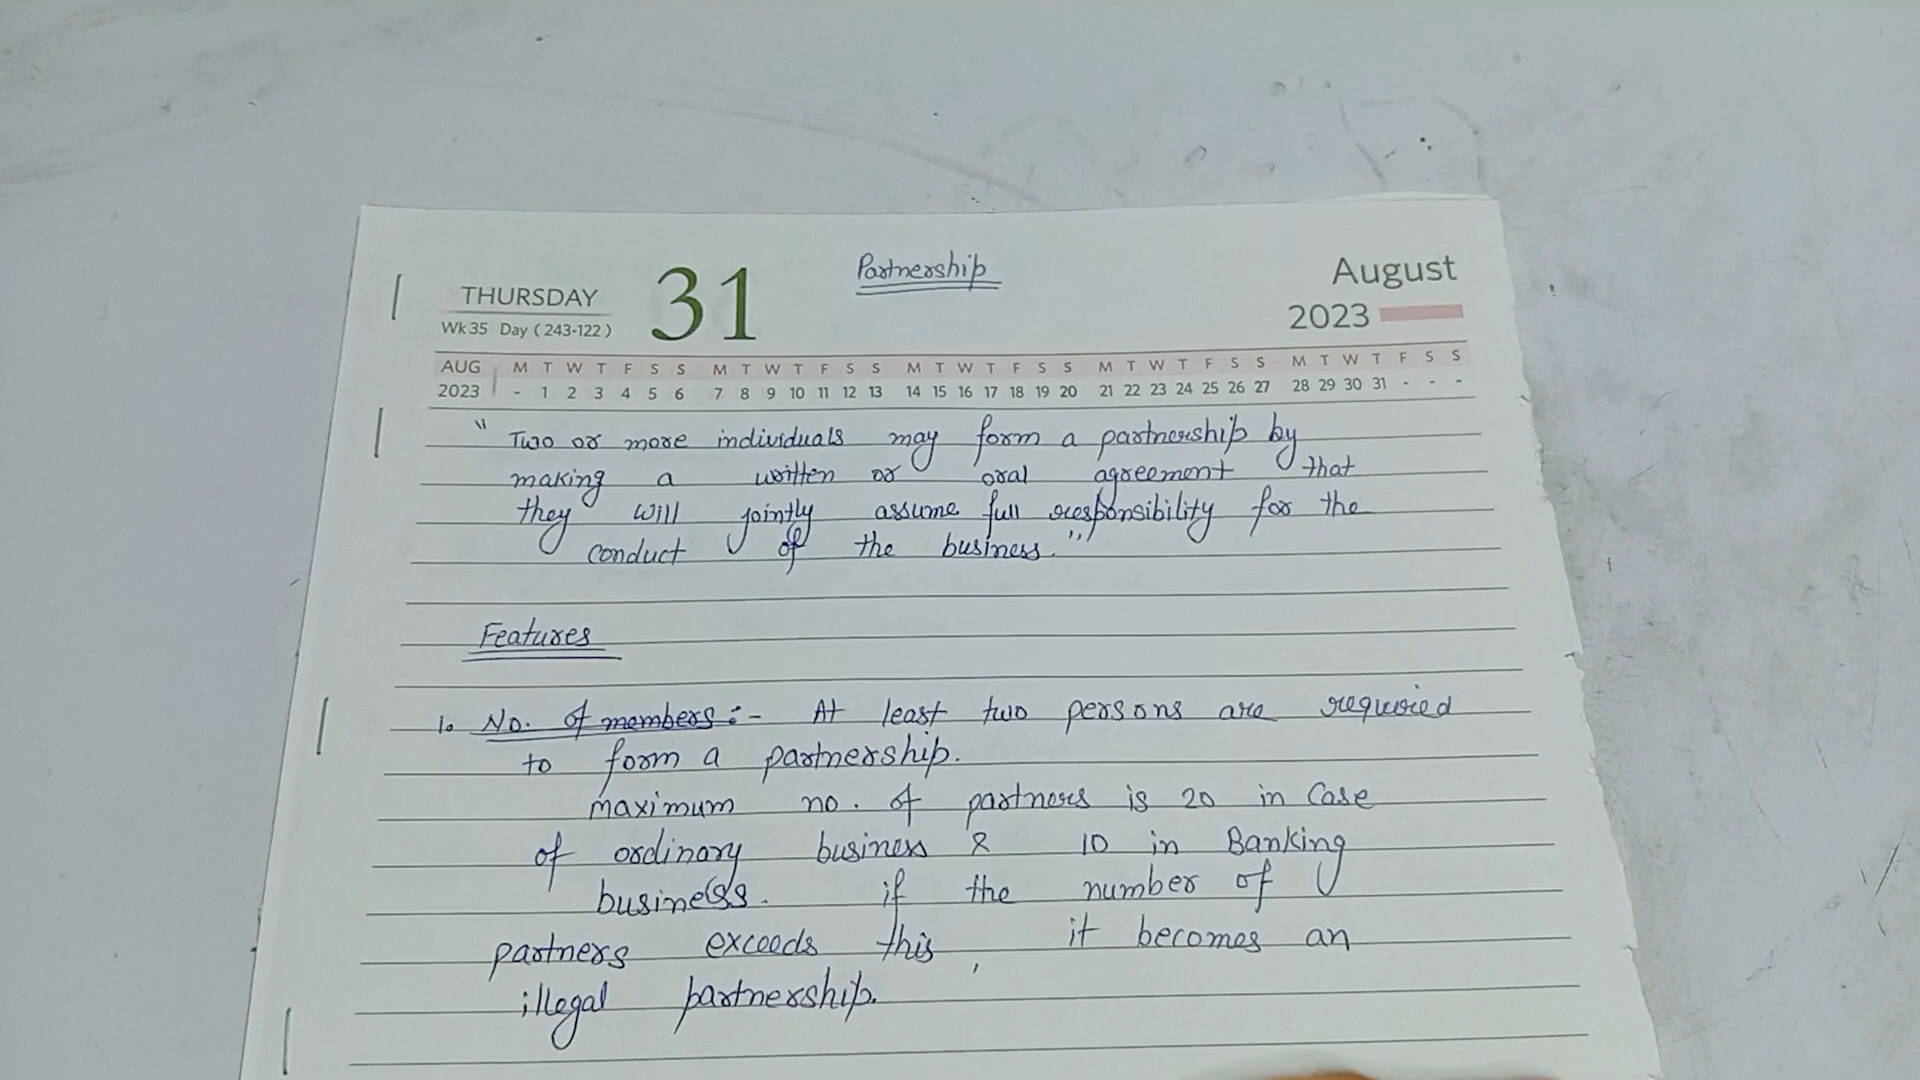 Partnership
THURSDAY 31 August
Wk 35 Day (243-122) 2023
AUG M T W T F S S M T W T F S S M T W T F S S M T W T F S S M T W T F S S
2023 - 1 2 3 4 5 6 7 8 9 10 11 12 13 14 15 16 17 18 19 20 21 22 23 24 25 26 27 28 29 30 31 - - -
" Two or more individuals may form a partnership by
making a written or oral agreement that
they will jointly assume full responsibility for the
conduct of the business."
Features
1. No. of members:- At least two persons are required
to form a partnership.
maximum no. of partners is 20 in Case
of ordinary business & 10 in Banking
business. if the number of
partners exceeds this, it becomes an
illegal partnership.